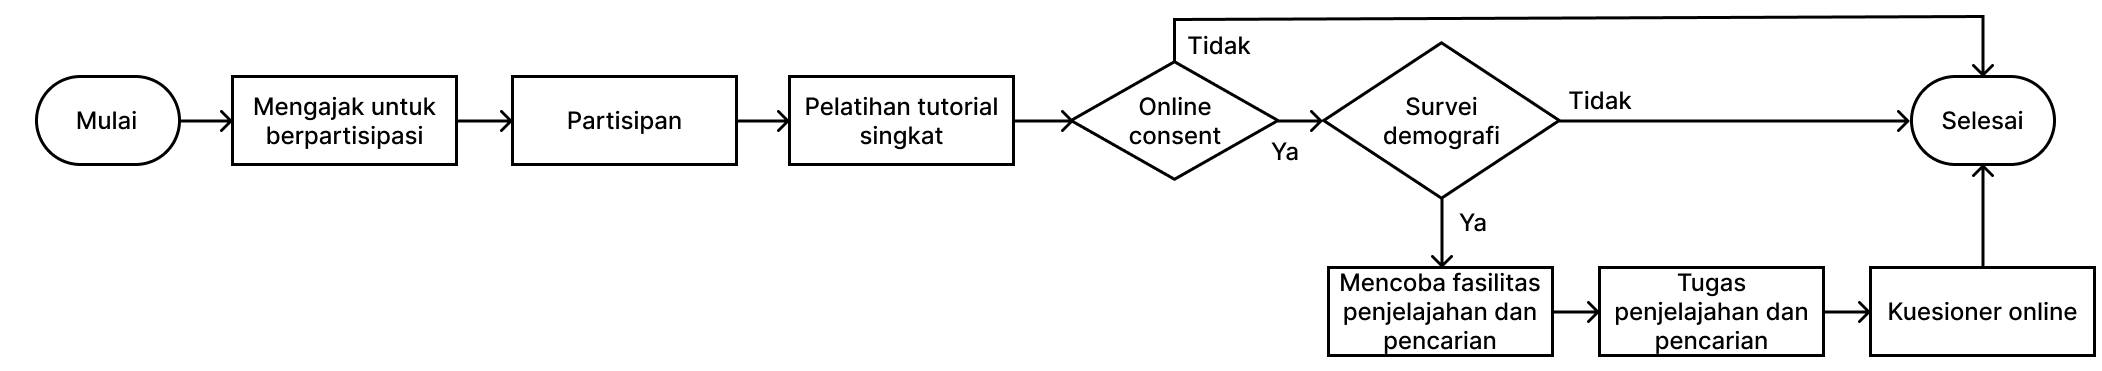 Mulai
Mengajak untuk
berpartisipasi
Partisipan
Pelatihan tutorial
singkat
Online
consent
Tidak
Ya
Survei
demografi
Tidak
Ya
Selesai
Mencoba fasilitas
penjelajahan dan
pencarian
Tugas
penjelajahan dan
pencarian
Kuesioner online